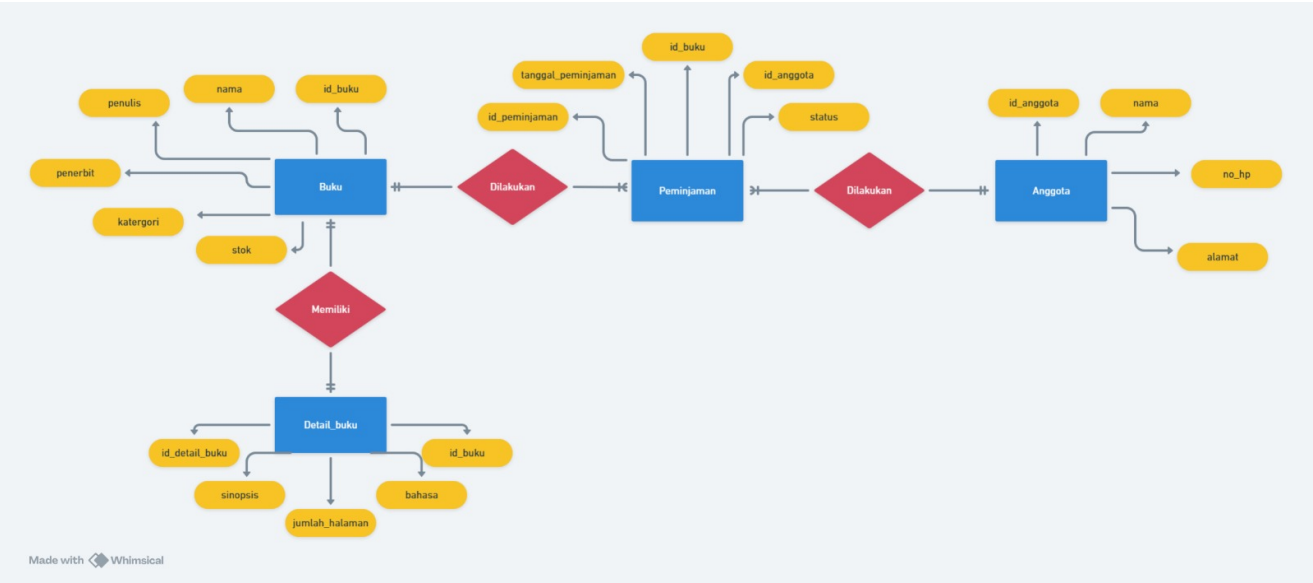 id_buku
tanggal_peminjaman
id_anggota
nama
id_buku
penulis
id_peminjaman
status
id_anggota
nama
penerbit
Buku
Dilakukan
Peminjaman
Dilakukan
Anggota
no_hp
katergori
stok
alamat
Memiliki
Detail_buku
id_detail_buku
id_buku
sinopsis
bahasa
jumlah_halaman
Made with Whimsical